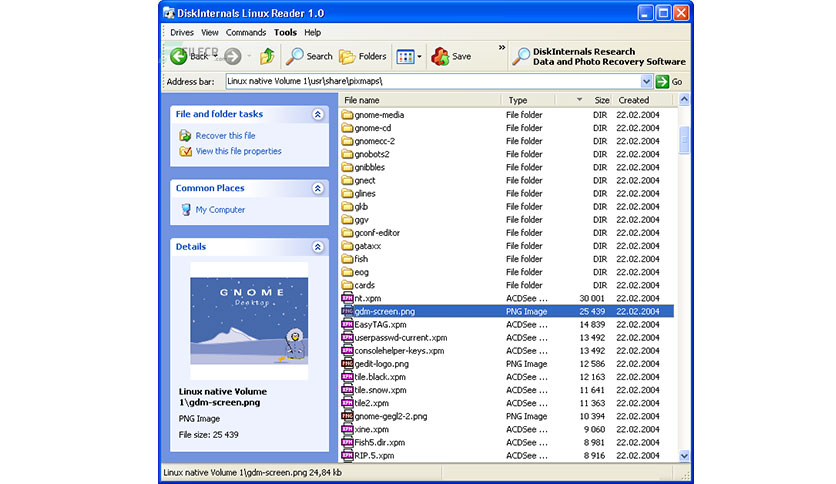 DiskInternals Linux Reader 1.0
Drives View Commands Tools Help
FILECR
Back Search Folders Save » DiskInternals Research
Data and Photo Recovery Software
Address bar: Linux native Volume 1\usr\share\pixmaps\ Go
File and folder tasks
Recover this file
View this file properties
Common Places
My Computer
Details
GNOME
Desktop
Linux native Volume
1\gdm-screen.png
PNG Image
File size: 25 439
File name Type Size Created
gnome-media File folder DIR 22.02.2004
gnome-cd File folder DIR 22.02.2004
gnomecc-2 File folder DIR 22.02.2004
gnobots2 File folder DIR 22.02.2004
gnibbles File folder DIR 22.02.2004
gnect File folder DIR 22.02.2004
glines File folder DIR 22.02.2004
gkb File folder DIR 22.02.2004
ggv File folder DIR 22.02.2004
gconf-editor File folder DIR 22.02.2004
gataxx File folder DIR 22.02.2004
fish File folder DIR 22.02.2004
eog File folder DIR 22.02.2004
cards File folder DIR 22.02.2004
nt.xpm ACDSee ... 30 001 22.02.2004
gdm-screen.png PNG Image 25 439 22.02.2004
EasyTAG.xpm ACDSee ... 14 839 22.02.2004
userpasswd-current.xpm ACDSee ... 13 492 22.02.2004
consolehelper-keys.xpm ACDSee ... 13 492 22.02.2004
gedit-logo.png PNG Image 12 586 22.02.2004
tile.black.xpm ACDSee ... 12 163 22.02.2004
tile.snow.xpm ACDSee ... 11 641 22.02.2004
tile2.xpm ACDSee ... 11 363 22.02.2004
gnome-gegl2-2.png PNG Image 10 394 22.02.2004
xine.xpm ACDSee ... 9 060 22.02.2004
Fish5.dir.xpm ACDSee ... 8 981 22.02.2004
RIP.5.xpm ACDSee ... 8 916 22.02.2004
Linux native Volume 1\gdm-screen.png 24,84 kb